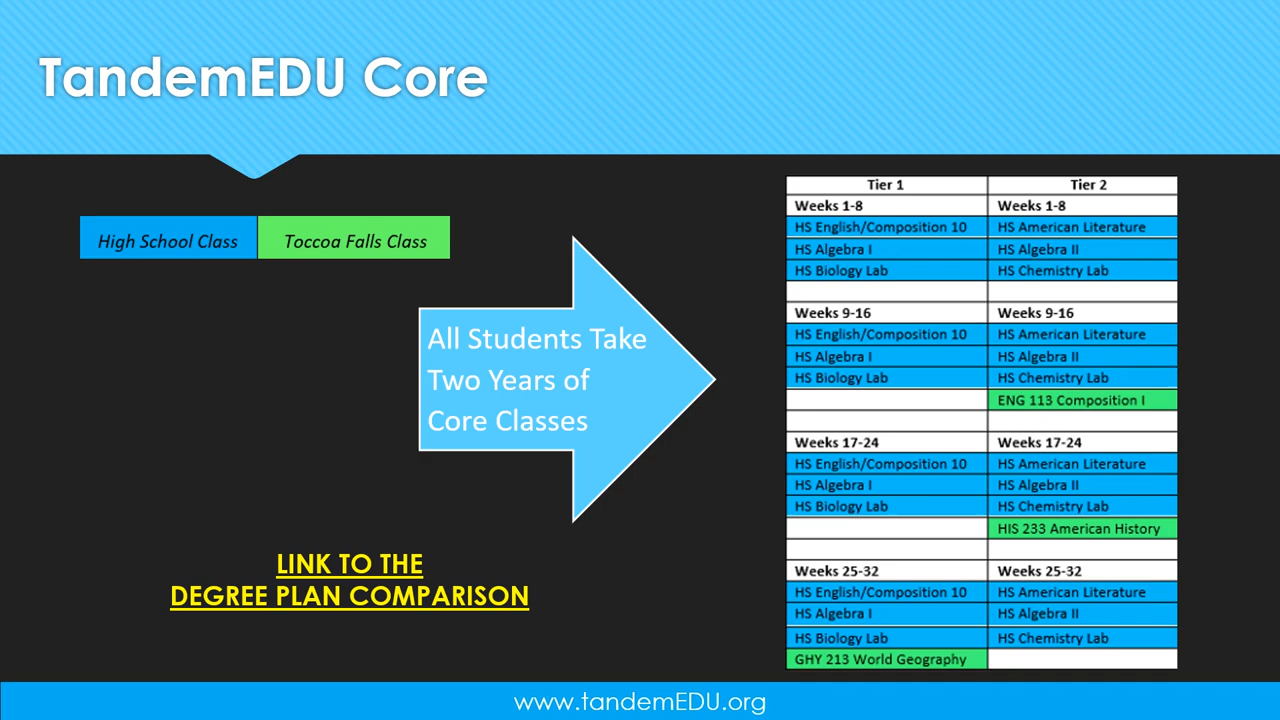 TandemEDU Core
High School Class Toccoa Falls Class
All Students Take
Two Years of
Core Classes
LINK TO THE
DEGREE PLAN COMPARISON
Tier 1 Tier 2
Weeks 1-8 Weeks 1-8
HS English/Composition 10 HS American Literature
HS Algebra I HS Algebra II
HS Biology Lab HS Chemistry Lab
Weeks 9-16 Weeks 9-16
HS English/Composition 10 HS American Literature
HS Algebra I HS Algebra II
HS Biology Lab HS Chemistry Lab
ENG 113 Composition I
Weeks 17-24 Weeks 17-24
HS English/Composition 10 HS American Literature
HS Algebra I HS Algebra II
HS Biology Lab HS Chemistry Lab
HIS 233 American History
Weeks 25-32 Weeks 25-32
HS English/Composition 10 HS American Literature
HS Algebra I HS Algebra II
HS Biology Lab HS Chemistry Lab
GHY 213 World Geography
www.tandemEDU.org